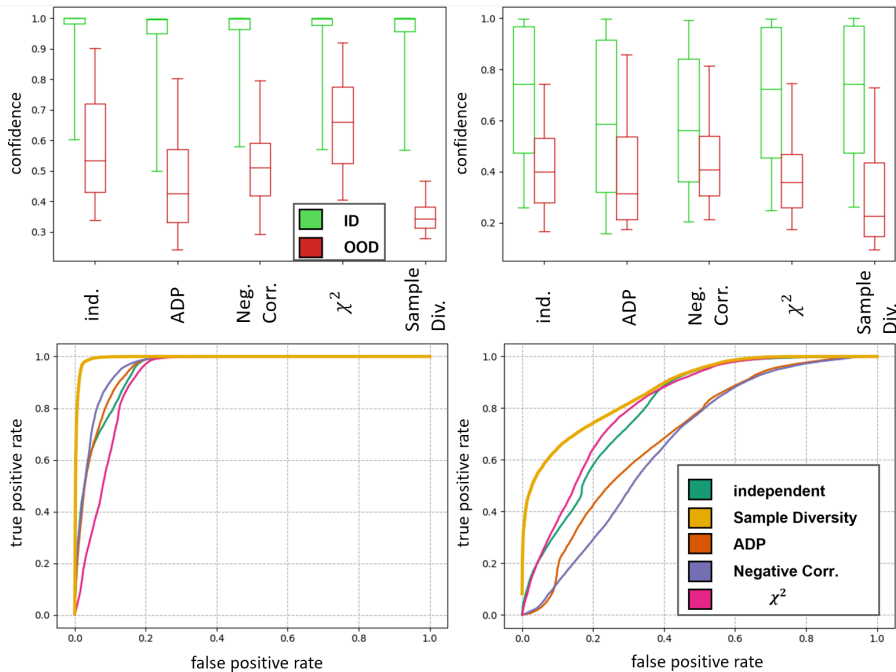 confidence
1.0
0.9
0.8
0.7
0.6
0.5
0.4
0.3
ID
OOD
ind.
ADP
Neg.
Corr.
χ²
Sample
Div.
confidence
1.0
0.8
0.6
0.4
0.2
ind.
ADP
Neg.
Corr.
χ²
Sample
Div.
true positive rate
1.0
0.8
0.6
0.4
0.2
0.0
0.0 0.2 0.4 0.6 0.8 1.0
false positive rate
true positive rate
1.0
0.8
0.6
0.4
0.2
0.0
independent
Sample Diversity
ADP
Negative Corr.
χ²
0.0 0.2 0.4 0.6 0.8 1.0
false positive rate